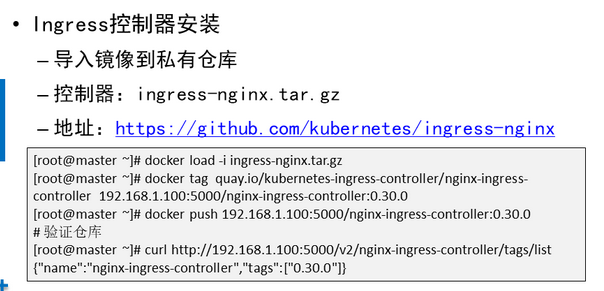 • Ingress控制器安装
– 导入镜像到私有仓库
– 控制器：ingress-nginx.tar.gz
– 地址：https://github.com/kubernetes/ingress-nginx
[root@master ~]# docker load -i ingress-nginx.tar.gz
[root@master ~]# docker tag  quay.io/kubernetes-ingress-controller/nginx-ingress-
controller  192.168.1.100:5000/nginx-ingress-controller:0.30.0
[root@master ~]# docker push 192.168.1.100:5000/nginx-ingress-controller:0.30.0
# 验证仓库
[root@master ~]# curl http://192.168.1.100:5000/v2/nginx-ingress-controller/tags/list
{"name":"nginx-ingress-controller","tags":["0.30.0"]}